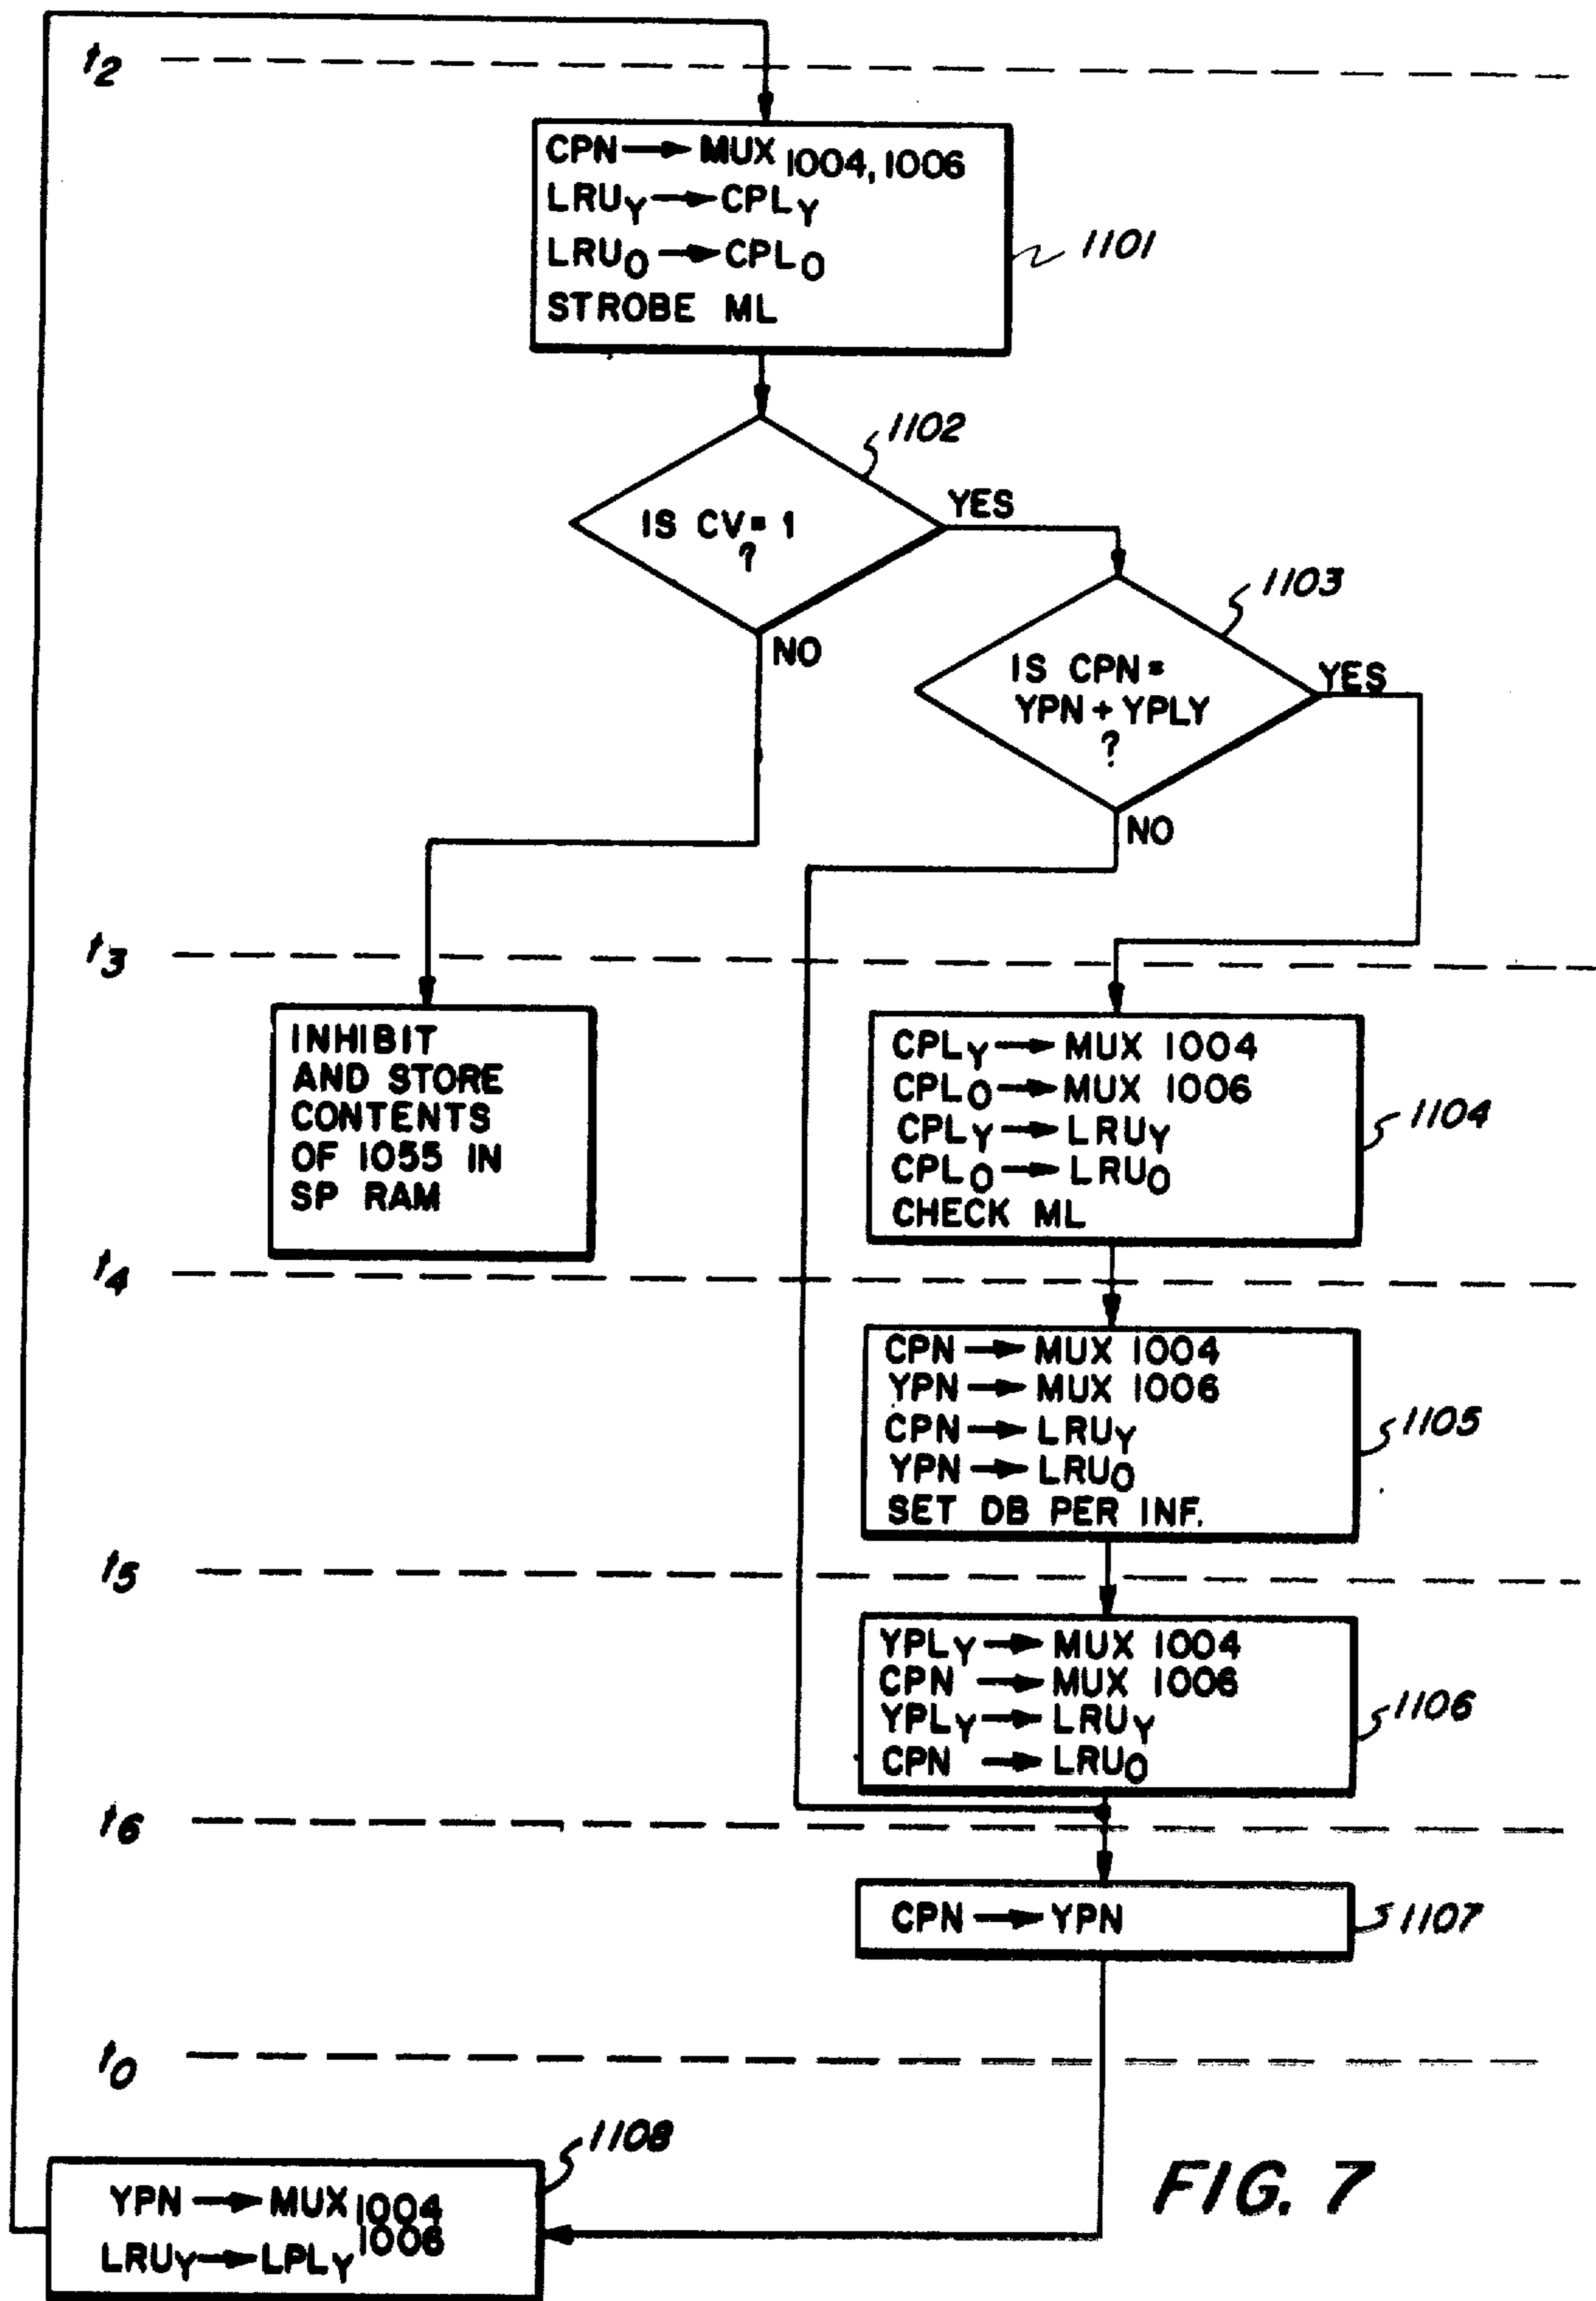 t2
CPN → MUX 1004, 1006
LRUY → CPLY
LRUO → CPLO
STROBE ML
1101
1102
IS CV = 1
?
YES
NO
1103
IS CPN =
YPN + YPLY
?
YES
NO
t3
INHIBIT
AND STORE
CONTENTS
OF 1055 IN
SP RAM
CPLY → MUX 1004
CPLO → MUX 1006
CPLY → LRUY
CPLO → LRUO
CHECK ML
1104
t4
CPN → MUX 1004
YPN → MUX 1006
CPN → LRUY
YPN → LRUO
SET DB PER INF.
1105
t5
YPLY → MUX 1004
CPN → MUX 1006
YPLY → LRUY
CPN → LRUO
1106
t6
CPN → YPN
1107
t0
1108
YPN → MUX 1004
1006
LRUY → LPLY
FIG. 7